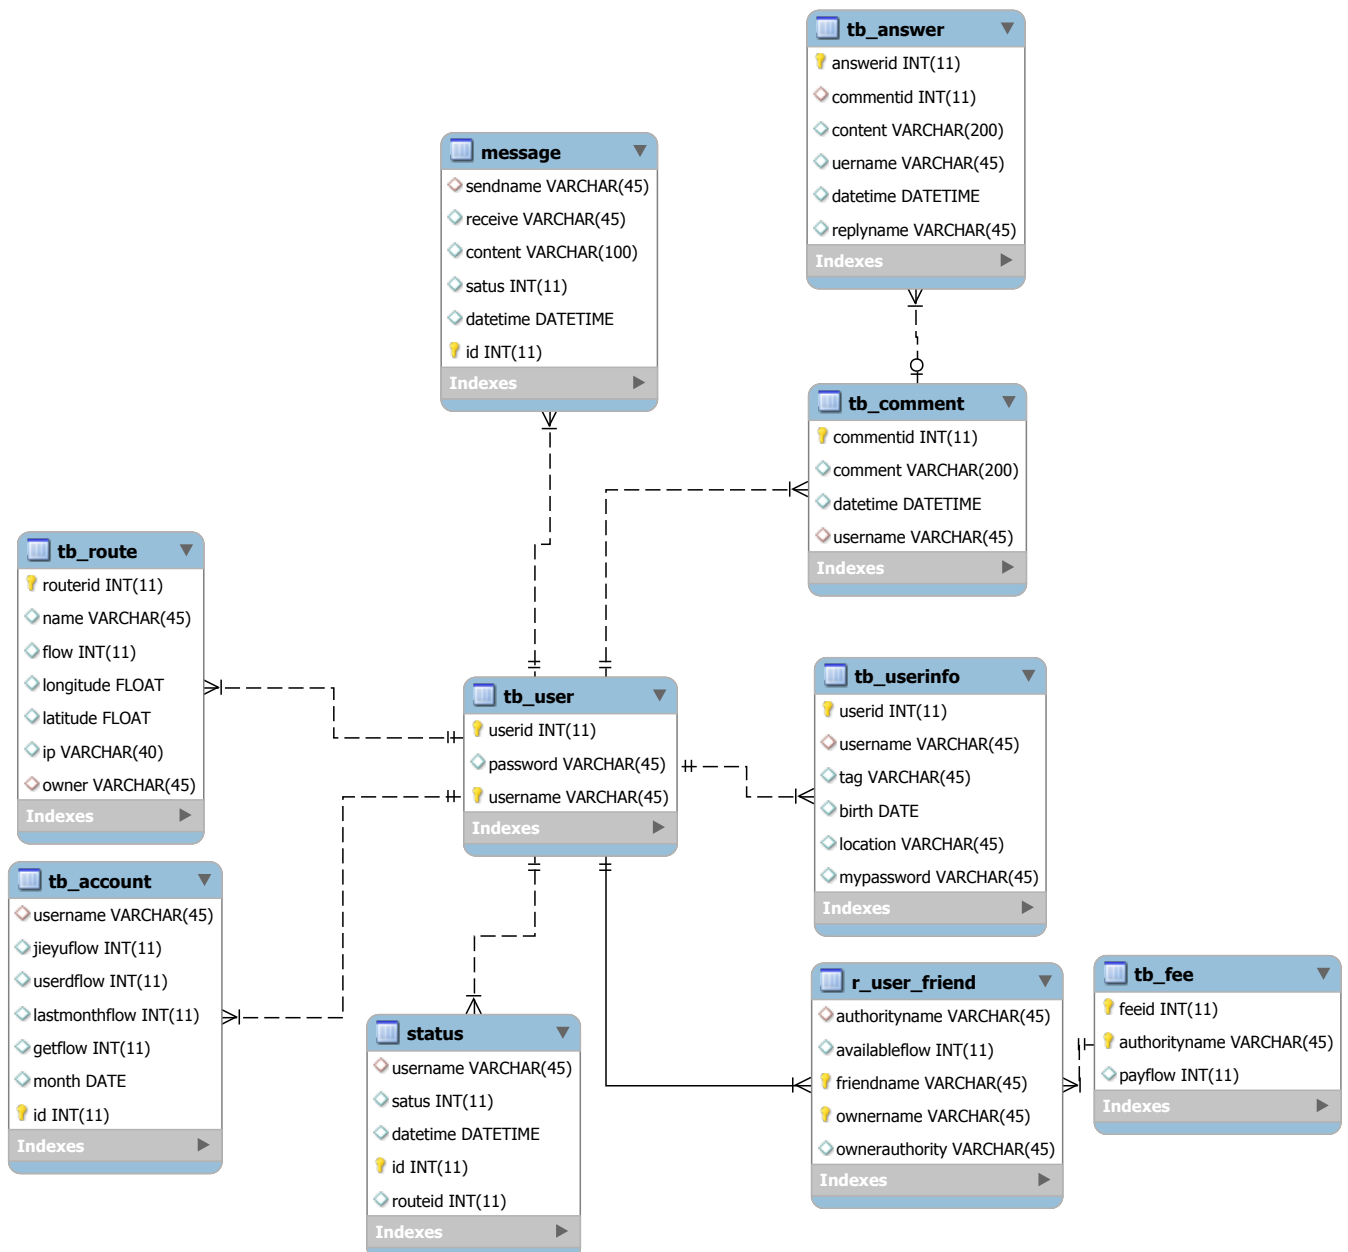 tb_answer
answerid INT(11)
commentid INT(11)
content VARCHAR(200)
uername VARCHAR(45)
datetime DATETIME
replyname VARCHAR(45)
Indexes
message
sendname VARCHAR(45)
receive VARCHAR(45)
content VARCHAR(100)
satus INT(11)
datetime DATETIME
id INT(11)
Indexes
tb_comment
commentid INT(11)
comment VARCHAR(200)
datetime DATETIME
username VARCHAR(45)
Indexes
tb_route
routerid INT(11)
name VARCHAR(45)
flow INT(11)
longitude FLOAT
latitude FLOAT
ip VARCHAR(40)
owner VARCHAR(45)
Indexes
tb_user
userid INT(11)
password VARCHAR(45)
username VARCHAR(45)
Indexes
tb_userinfo
userid INT(11)
username VARCHAR(45)
tag VARCHAR(45)
birth DATE
location VARCHAR(45)
mypassword VARCHAR(45)
Indexes
tb_account
username VARCHAR(45)
jieyuflow INT(11)
userdflow INT(11)
lastmonthflow INT(11)
getflow INT(11)
month DATE
id INT(11)
Indexes
status
username VARCHAR(45)
satus INT(11)
datetime DATETIME
id INT(11)
routeid INT(11)
Indexes
r_user_friend
authorityname VARCHAR(45)
availableflow INT(11)
friendname VARCHAR(45)
ownername VARCHAR(45)
ownerauthority VARCHAR(45)
Indexes
tb_fee
feeid INT(11)
authorityname VARCHAR(45)
payflow INT(11)
Indexes